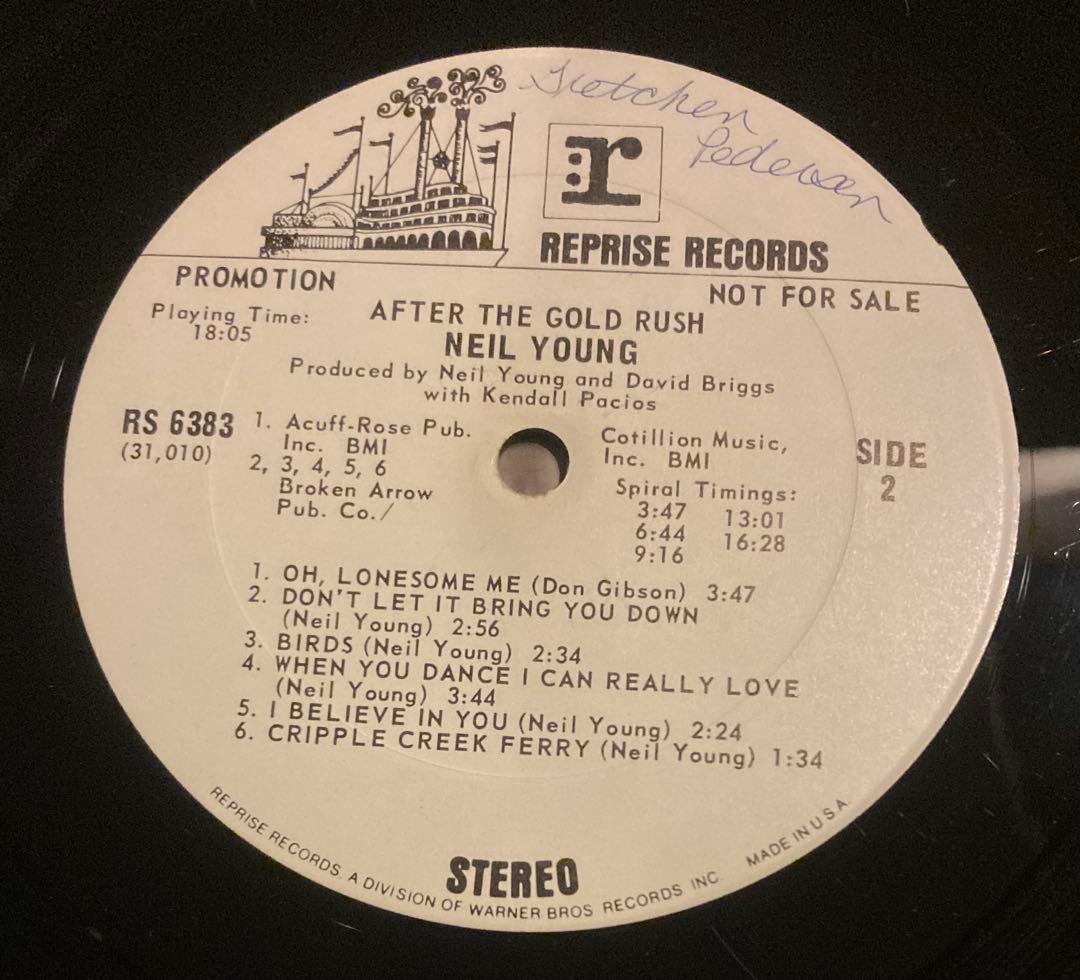 Gretchen
Pedersen
r
REPRISE RECORDS
PROMOTION
NOT FOR SALE
Playing Time:
18:05
AFTER THE GOLD RUSH
NEIL YOUNG
Produced by Neil Young and David Briggs
with Kendall Pacios
RS 6383
(31,010)
1. Acuff-Rose Pub.
Inc. BMI
2, 3, 4, 5, 6
Broken Arrow
Pub. Co./
Cotillion Music,
Inc. BMI
Spiral Timings:
3:47 13:01
6:44 16:28
9:16
SIDE
2
1. OH, LONESOME ME (Don Gibson) 3:47
2. DON'T LET IT BRING YOU DOWN
(Neil Young) 2:56
3. BIRDS (Neil Young) 2:34
4. WHEN YOU DANCE I CAN REALLY LOVE
(Neil Young) 3:44
5. I BELIEVE IN YOU (Neil Young) 2:24
6. CRIPPLE CREEK FERRY (Neil Young) 1:34
STEREO
REPRISE RECORDS. A DIVISION OF WARNER BROS RECORDS INC. MADE IN U.S.A.